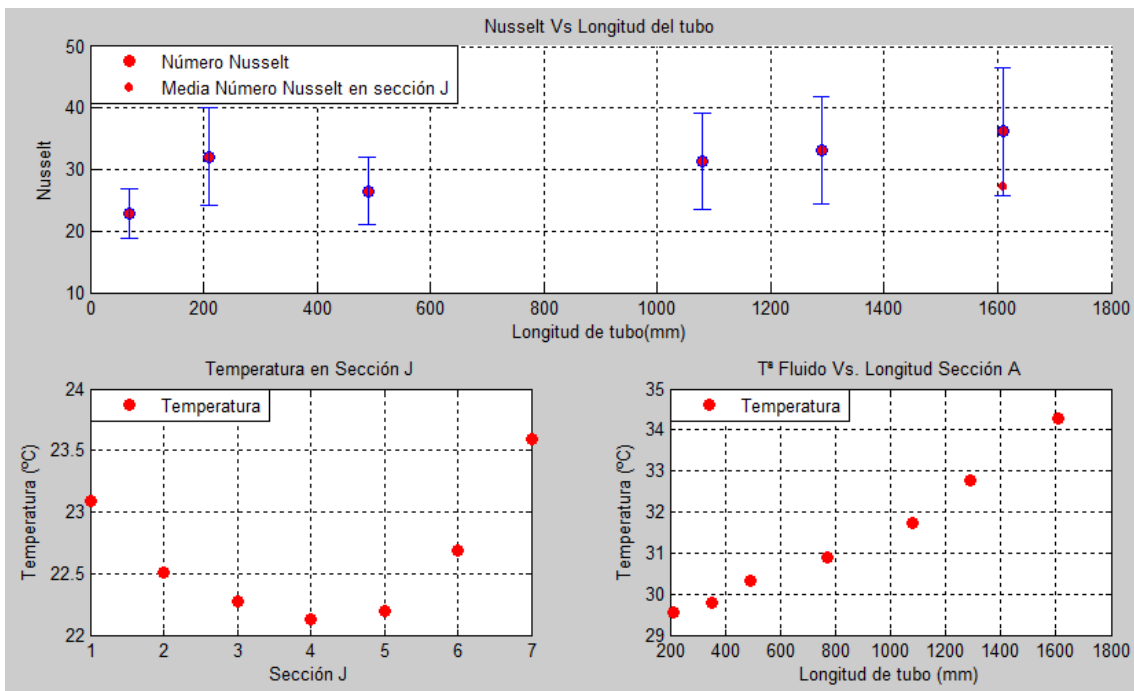 Nusselt Vs Longitud del tubo
Número Nusselt
Media Número Nusselt en sección J
Nusselt
50
40
30
20
10
0 200 400 600 800 1000 1200 1400 1600 1800
Longitud de tubo(mm)
Temperatura en Sección J
Temperatura
Temperatura (ºC)
24
23.5
23
22.5
22
1 2 3 4 5 6 7
Sección J
Tª Fluido Vs. Longitud Sección A
Temperatura
Temperatura (ºC)
35
34
33
32
31
30
29
200 400 600 800 1000 1200 1400 1600 1800
Longitud de tubo (mm)